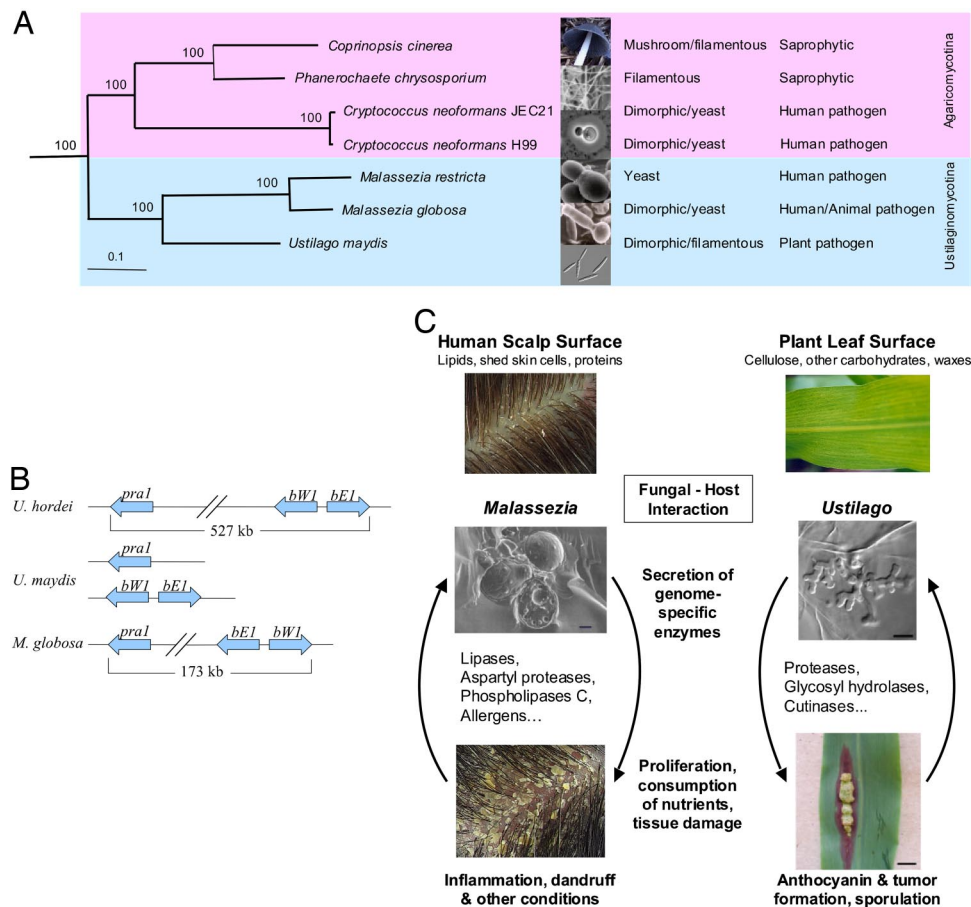 A
100
100
100
100
100
100
Coprinopsis cinerea
Mushroom/filamentous
Saprophytic
Phanerochaete chrysosporium
Filamentous
Saprophytic
Cryptococcus neoformans JEC21
Dimorphic/yeast
Human pathogen
Cryptococcus neoformans H99
Dimorphic/yeast
Human pathogen
Malassezia restricta
Yeast
Human pathogen
Malassezia globosa
Dimorphic/yeast
Human/Animal pathogen
Ustilago maydis
Dimorphic/filamentous
Plant pathogen
Agaricomycotina
Ustilaginomycotina
0.1
B
U. hordei
pra1
bW1
bE1
527 kb
U. maydis
pra1
bW1
bE1
M. globosa
pra1
bE1
bW1
173 kb
C
Human Scalp Surface
Lipids, shed skin cells, proteins
Plant Leaf Surface
Cellulose, other carbohydrates, waxes
Fungal - Host
Interaction
Malassezia
Ustilago
Secretion of
genome-
specific
enzymes
Lipases,
Aspartyl proteases,
Phospholipases C,
Allergens…
Proteases,
Glycosyl hydrolases,
Cutinases...
Proliferation,
consumption
of nutrients,
tissue damage
Inflammation, dandruff
& other conditions
Anthocyanin & tumor
formation, sporulation